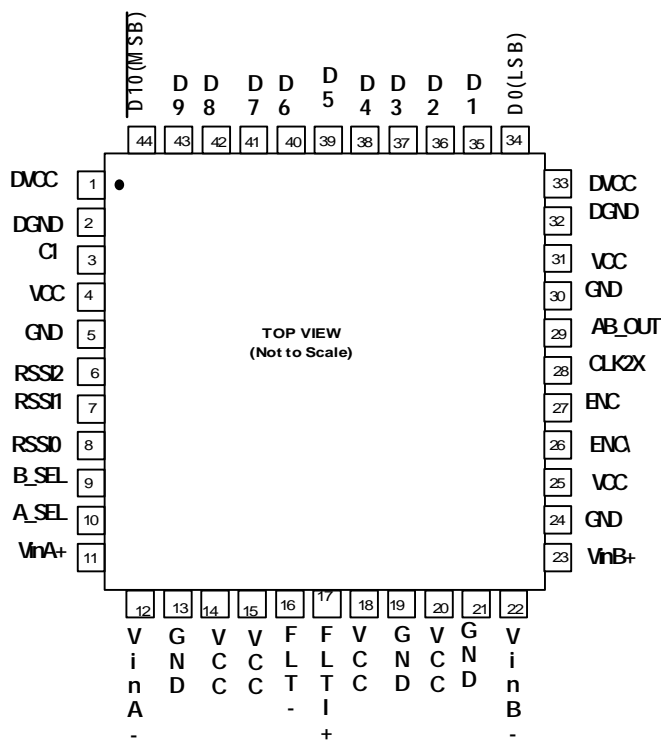 D10(MSB)
D9
D8
D7
D6
D5
D4
D3
D2
D1
D0(LSB)
44 43 42 41 40 39 38 37 36 35 34
DVCC 1
DGND 2
C1 3
VCC 4
GND 5
RSSI2 6
RSSI1 7
RSSI0 8
B_SEL 9
A_SEL 10
VinA+ 11
TOP VIEW
(Not to Scale)
33 DVCC
32 DGND
31 VCC
30 GND
29 AB_OUT
28 CLK2X
27 ENC
26 ENC\
25 VCC
24 GND
23 VinB+
12 13 14 15 16 17 18 19 20 21 22
VinA-
GND
VCC
VCC
FLT-
FLTI+
VCC
GND
VCC
GND
VinB-